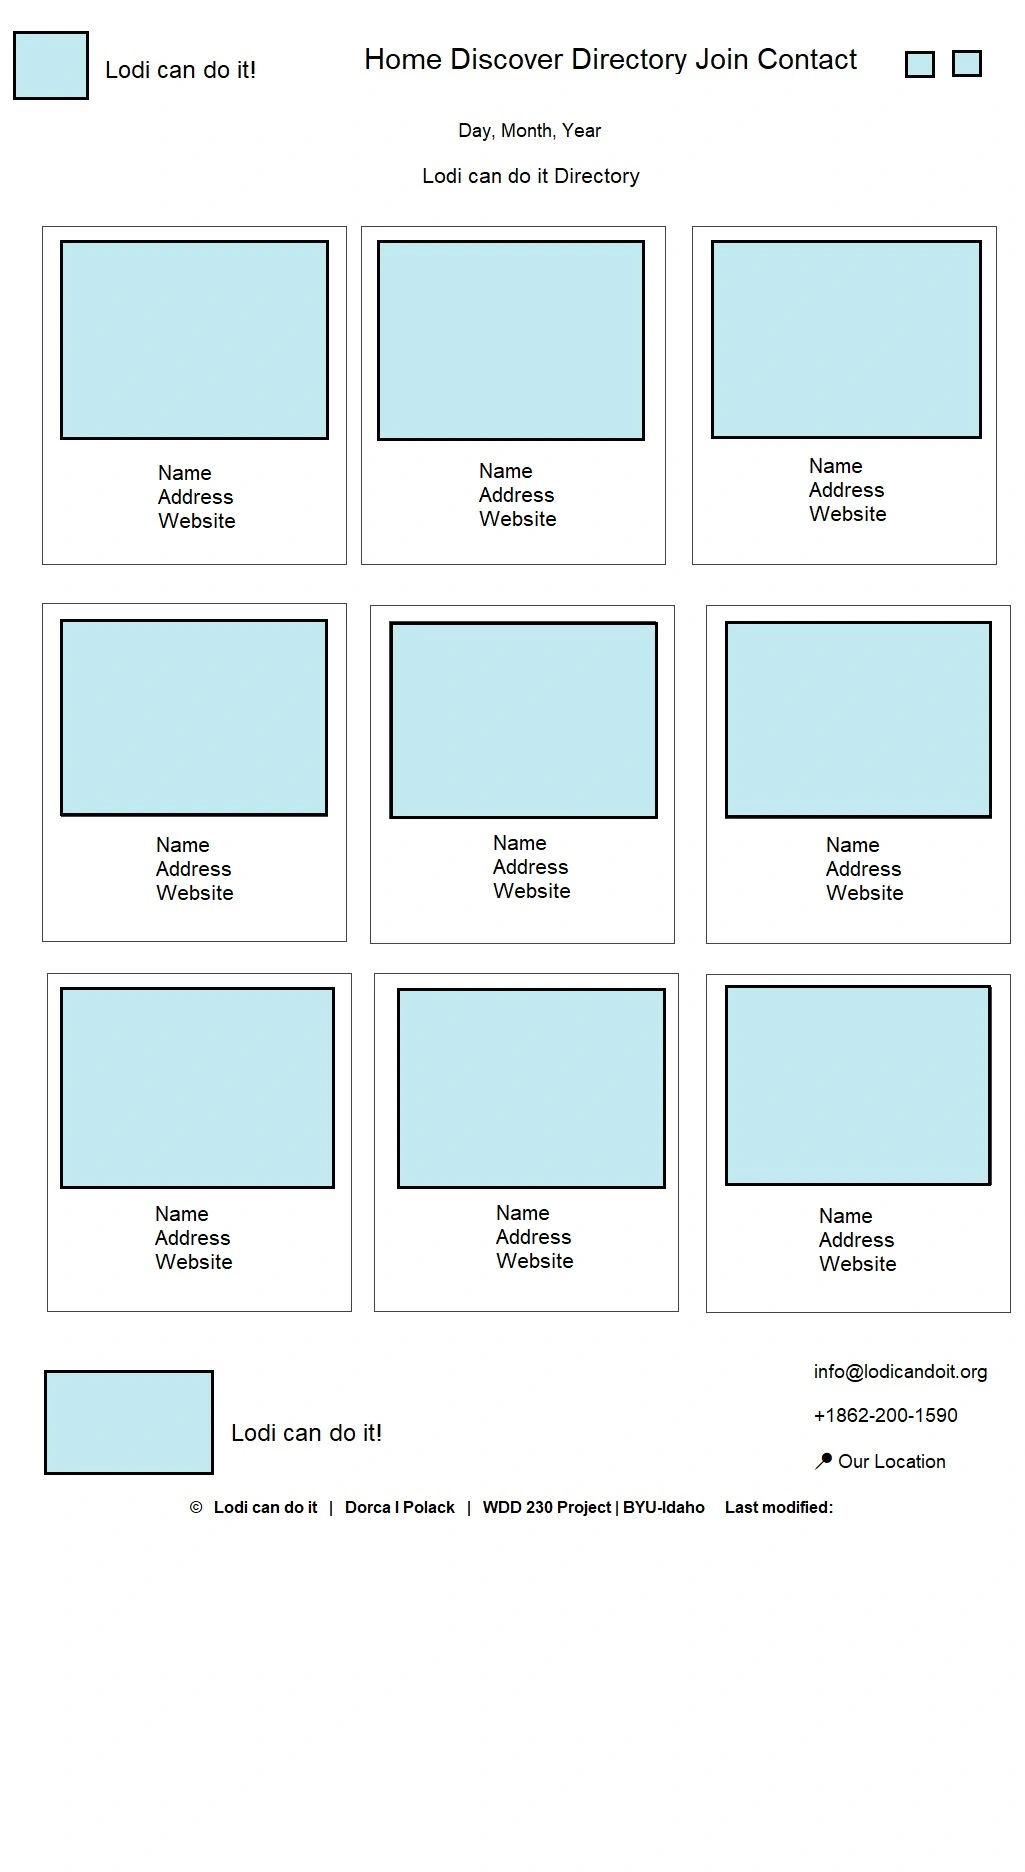 Lodi can do it!
Home Discover Directory Join Contact
Day, Month, Year
Lodi can do it Directory
Name
Address
Website
Name
Address
Website
Name
Address
Website
Name
Address
Website
Name
Address
Website
Name
Address
Website
Name
Address
Website
Name
Address
Website
Name
Address
Website
Lodi can do it!
info@lodicandoit.org
+1862-200-1590
Our Location
© Lodi can do it | Dorca I Polack | WDD 230 Project | BYU-Idaho Last modified: